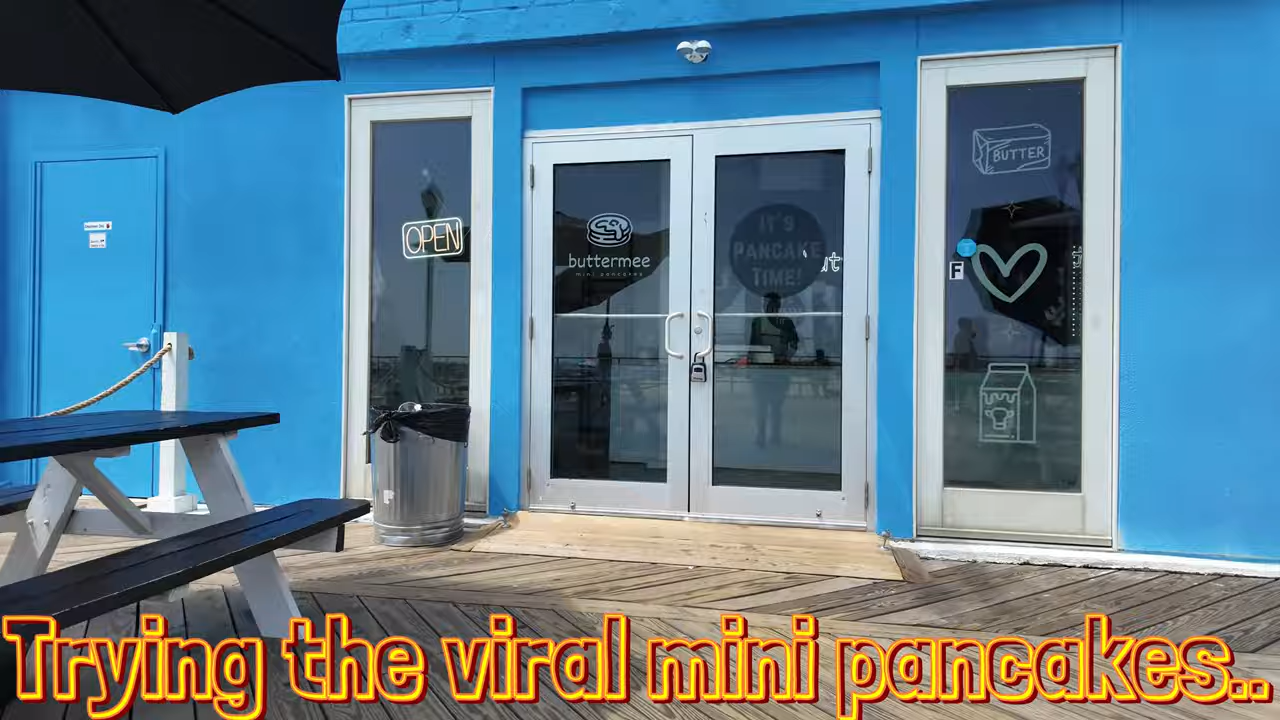 OPEN
buttermee
mini pancakes
IT'S
PANCAKE
TIME!
BUTTER
F
Trying the viral mini pancakes..